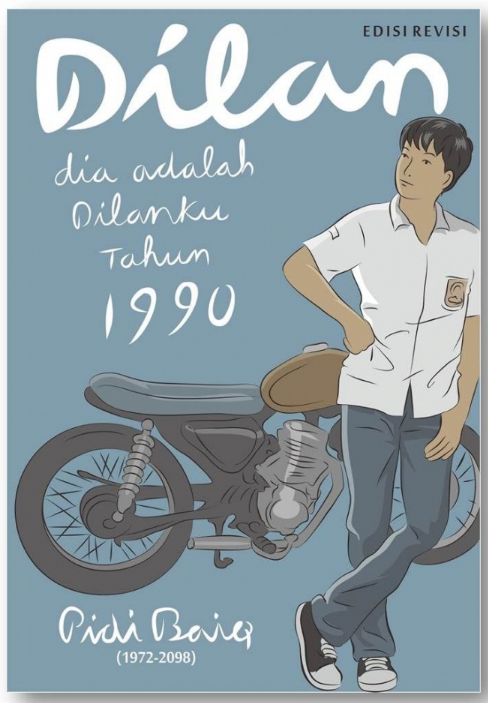 EDISI REVISI
Dilan
dia adalah
Dilanku
Tahun
1990
Pidi Baiq
(1972-2098)